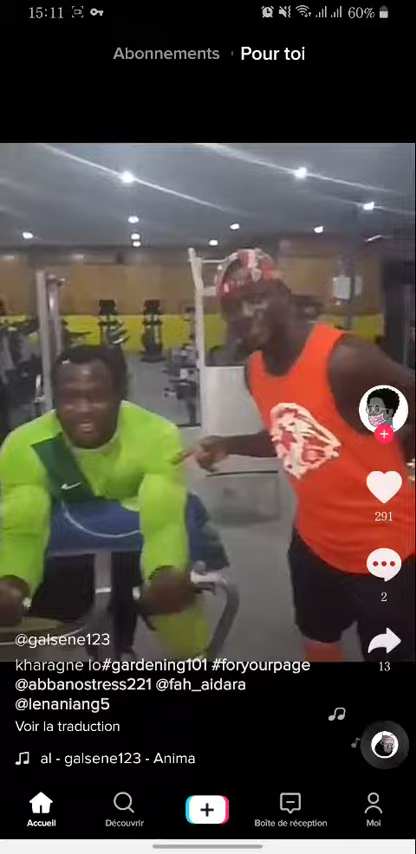 15:11 60%
Abonnements Pour toi
291
2
13
@galsene123
kharagne lo#gardening101 #foryourpage
@abbanostress221 @fah_aidara
@lenaniang5
Voir la traduction
al - galsene123 - Anima
Accueil Découvrir Boîte de réception Moi